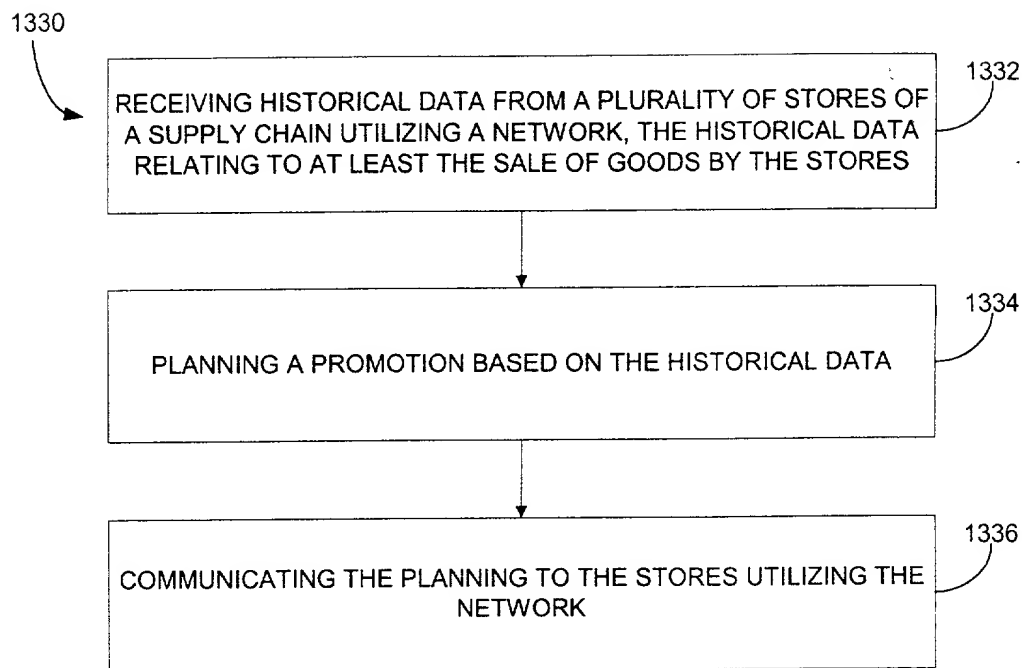 1330
1332
RECEIVING HISTORICAL DATA FROM A PLURALITY OF STORES OF
A SUPPLY CHAIN UTILIZING A NETWORK, THE HISTORICAL DATA
RELATING TO AT LEAST THE SALE OF GOODS BY THE STORES
1334
PLANNING A PROMOTION BASED ON THE HISTORICAL DATA
1336
COMMUNICATING THE PLANNING TO THE STORES UTILIZING THE
NETWORK